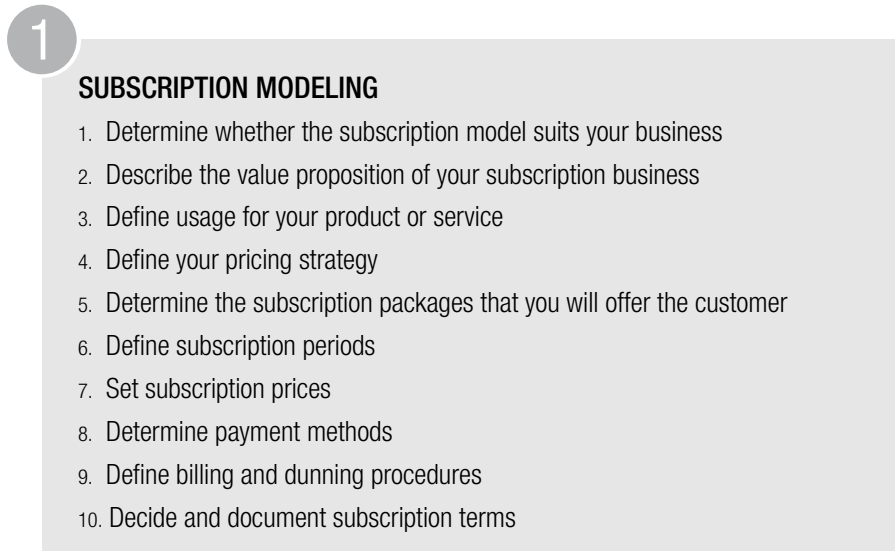 1
SUBSCRIPTION MODELING
1. Determine whether the subscription model suits your business
2. Describe the value proposition of your subscription business
3. Define usage for your product or service
4. Define your pricing strategy
5. Determine the subscription packages that you will offer the customer
6. Define subscription periods
7. Set subscription prices
8. Determine payment methods
9. Define billing and dunning procedures
10. Decide and document subscription terms